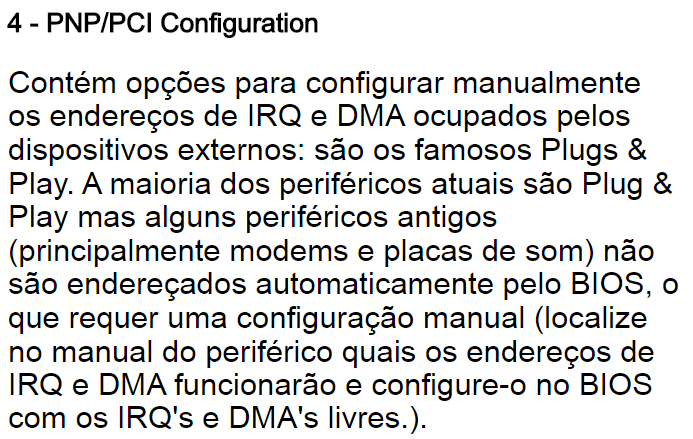 4 - PNP/PCI Configuration
Contém opções para configurar manualmente
os endereços de IRQ e DMA ocupados pelos
dispositivos externos: são os famosos Plugs &
Play. A maioria dos periféricos atuais são Plug &
Play mas alguns periféricos antigos
(principalmente modems e placas de som) não
são endereçados automaticamente pelo BIOS, o
que requer uma configuração manual (localize
no manual do periférico quais os endereços de
IRQ e DMA funcionarão e configure-o no BIOS
com os IRQ's e DMA's livres.).